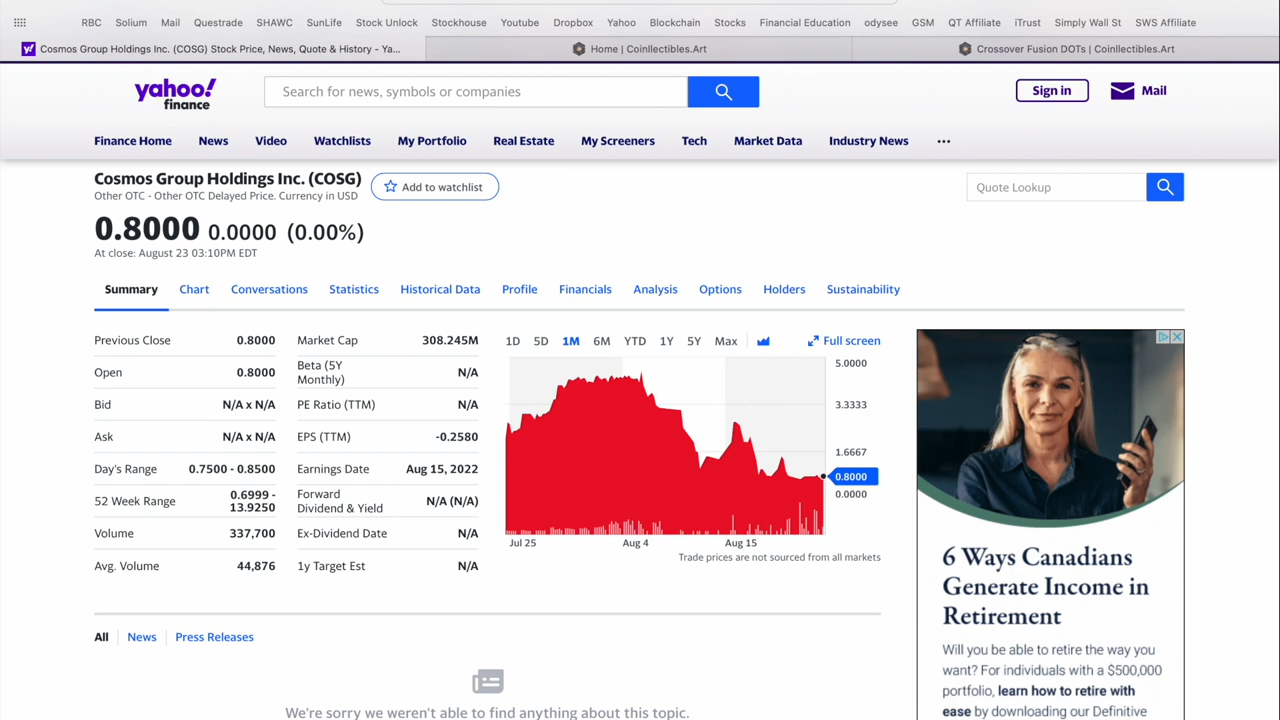 RBC Solium Mail Questrade SHAWC SunLife Stock Unlock Stockhouse Youtube Dropbox Yahoo Blockchain Stocks Financial Education odysee GSM QT Affiliate iTrust Simply Wall St SWS Affiliate
Cosmos Group Holdings Inc. (COSG) Stock Price, News, Quote & History - Ya...
Home | Coinllectibles.Art
Crossover Fusion DOTs | Coinllectibles.Art
yahoo!
finance
Search for news, symbols or companies
Sign in
Mail
Finance Home News Video Watchlists My Portfolio Real Estate My Screeners Tech Market Data Industry News ...
Cosmos Group Holdings Inc. (COSG)
Add to watchlist
Other OTC - Other OTC Delayed Price. Currency in USD
Quote Lookup
0.8000 0.0000 (0.00%)
At close: August 23 03:10PM EDT
Summary Chart Conversations Statistics Historical Data Profile Financials Analysis Options Holders Sustainability
Previous Close 0.8000
Open 0.8000
Bid N/A x N/A
Ask N/A x N/A
Day's Range 0.7500 - 0.8500
52 Week Range 0.6999 -
13.9250
Volume 337,700
Avg. Volume 44,876
Market Cap 308.245M
Beta (5Y
Monthly) N/A
PE Ratio (TTM) N/A
EPS (TTM) -0.2580
Earnings Date Aug 15, 2022
Forward
Dividend & Yield N/A (N/A)
Ex-Dividend Date N/A
1y Target Est N/A
1D 5D 1M 6M YTD 1Y 5Y Max
Full screen
5.0000
3.3333
1.6667
0.8000
0.0000
Jul 25 Aug 4 Aug 15
Trade prices are not sourced from all markets
All News Press Releases
We're sorry we weren't able to find anything about this topic.
6 Ways Canadians
Generate Income in
Retirement
Will you be able to retire the way you
want? For individuals with a $500,000
portfolio, learn how to retire with
ease by downloading our Definitive